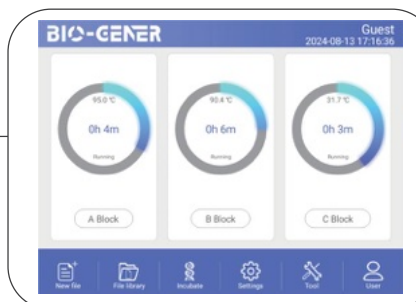 BIO-GENER
Guest
2024-08-13 17:16:36
95.0 °C
0h 4m
Running
A Block
90.4 °C
0h 6m
Running
B Block
31.7 °C
0h 3m
Running
C Block
New file
File library
Incubate
Settings
Tool
User